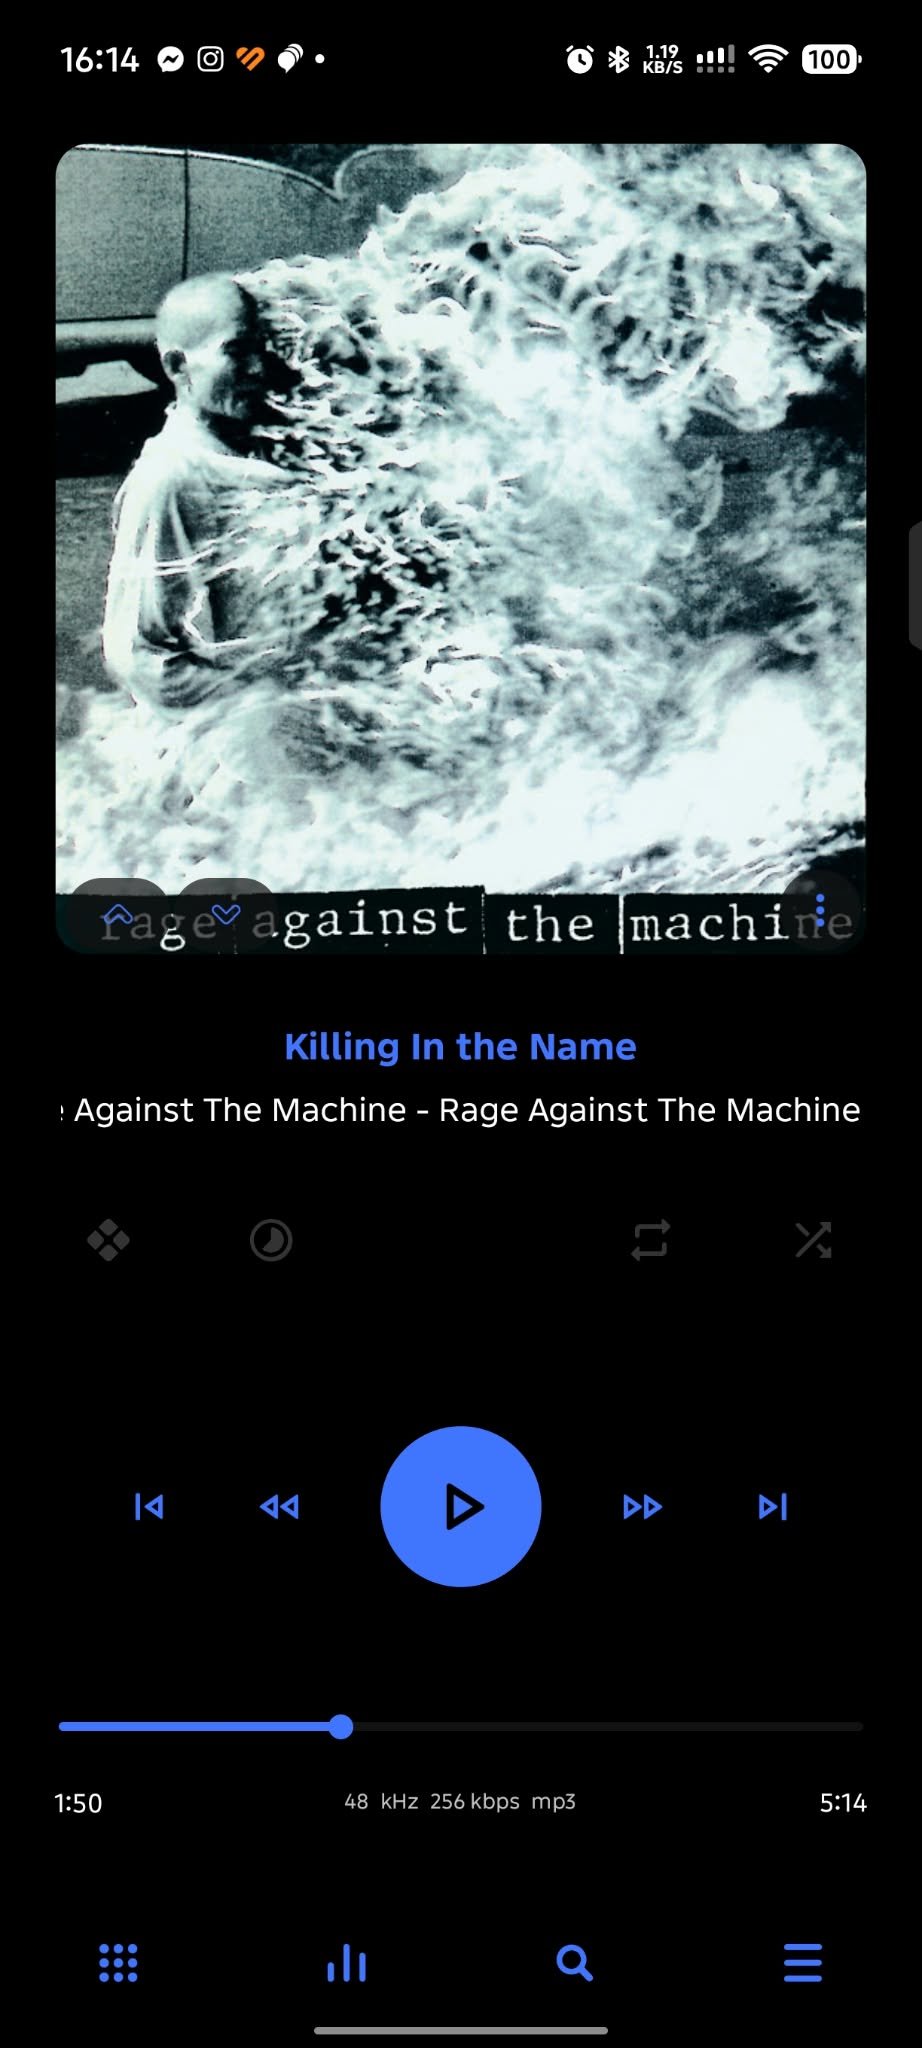 16:14
1.19
KB/S
100
rage against the machine
Killing In the Name
Against The Machine - Rage Against The Machine
1:50
48 kHz 256 kbps mp3
5:14